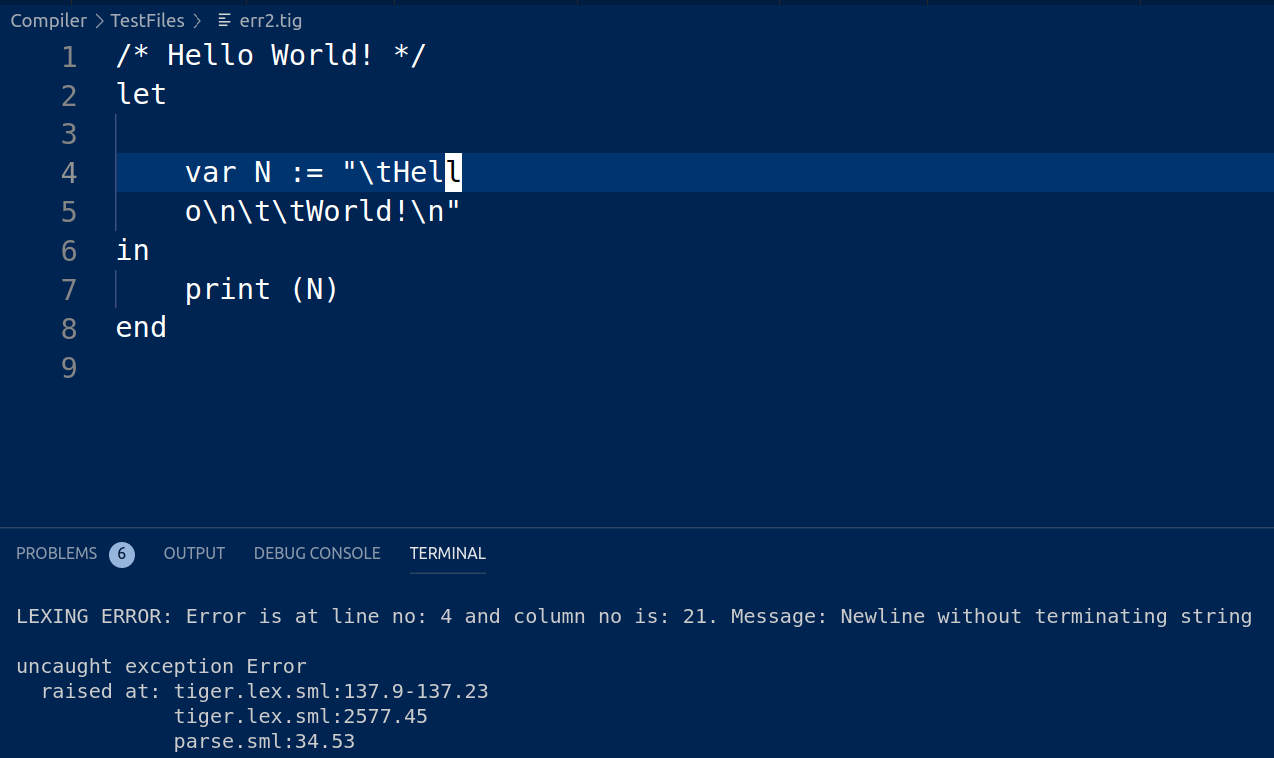 Compiler > TestFiles > err2.tig
1 /* Hello World! */
2 let
3
4     var N := "\tHell
5     o\n\t\tWorld!\n"
6 in
7     print (N)
8 end
9
PROBLEMS 6 OUTPUT DEBUG CONSOLE TERMINAL
LEXING ERROR: Error is at line no: 4 and column no is: 21. Message: Newline without terminating string
uncaught exception Error
  raised at: tiger.lex.sml:137.9-137.23
             tiger.lex.sml:2577.45
             parse.sml:34.53